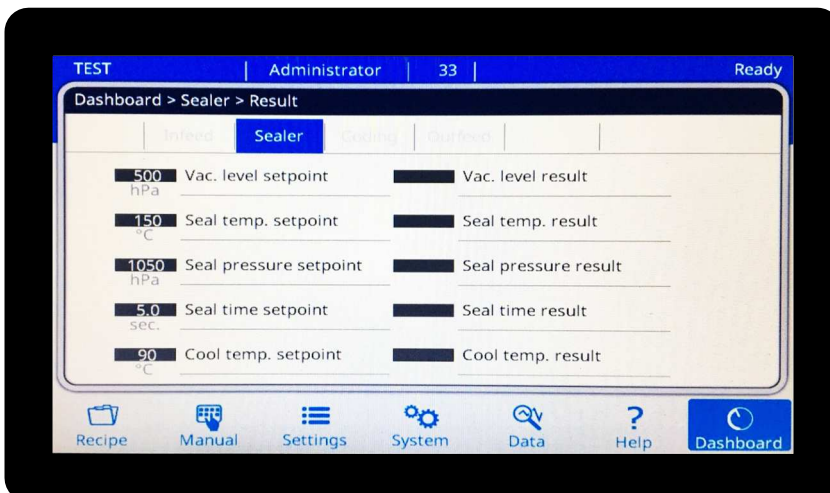 TEST Administrator 33 Ready
Dashboard > Sealer > Result
Infeed Sealer Coding Outfeed
500 Vac. level setpoint Vac. level result
hPa
150 Seal temp. setpoint Seal temp. result
°C
1050 Seal pressure setpoint Seal pressure result
hPa
5.0 Seal time setpoint Seal time result
sec.
90 Cool temp. setpoint Cool temp. result
°C
Recipe Manual Settings System Data Help Dashboard